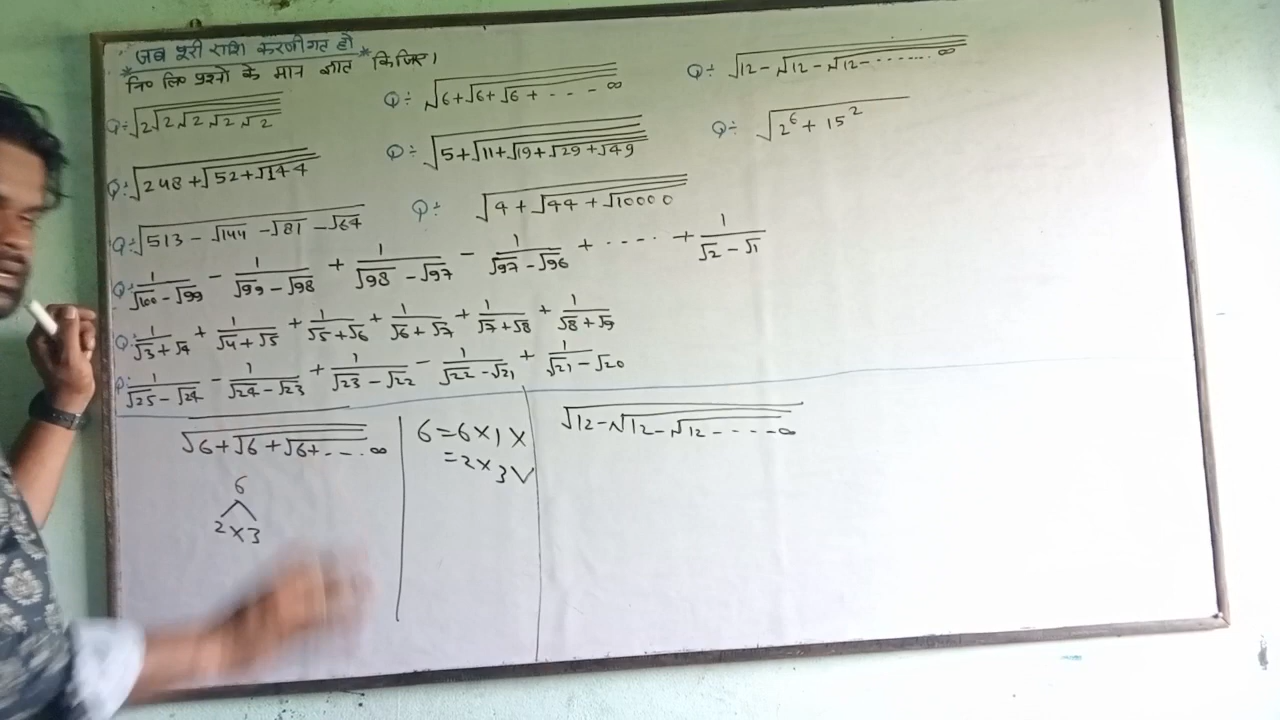 जब पूरी राशि करणीगत हो
*निo लिo प्रश्नो के मान ज्ञात* किजिए।
Q÷ √2√2√2√2√2
Q÷ √6+√6+√6+---∞
Q÷ √12-√12-√12-.......∞
Q÷ √248+√52+√144
Q÷ √5+√11+√19+√29+√49
Q÷ √2⁶+15²
Q÷ √513-√144-√81-√64
Q÷ √4+√44+√10000
Q÷ 1/(√100-√99) - 1/(√99-√98) + 1/(√98-√97) - 1/(√97-√96) + ..... + 1/(√2-√1)
Q÷ 1/(√3+√4) + 1/(√4+√5) + 1/(√5+√6) + 1/(√6+√7) + 1/(√7+√8) + 1/(√8+√9)
Q÷ 1/(√25-√24) - 1/(√24-√23) + 1/(√23-√22) - 1/(√22-√21) + 1/(√21-√20)
√6+√6+√6+--..∞
6
2×3
6=6×1×
=2×3√
√12-√12-√12----∞